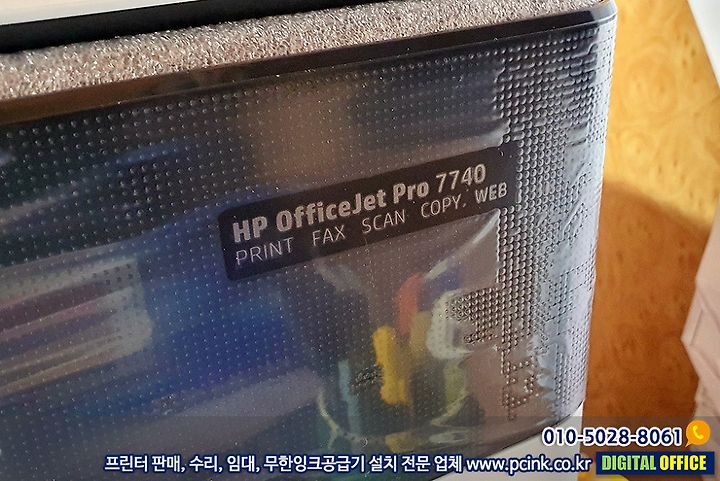 HP OfficeJet Pro 7740
PRINT FAX SCAN COPY, WEB
010-5028-8061
프린터 판매, 수리, 임대, 무한잉크공급기 설치 전문 업체 www.pcink.co.kr DIGITAL OFFICE